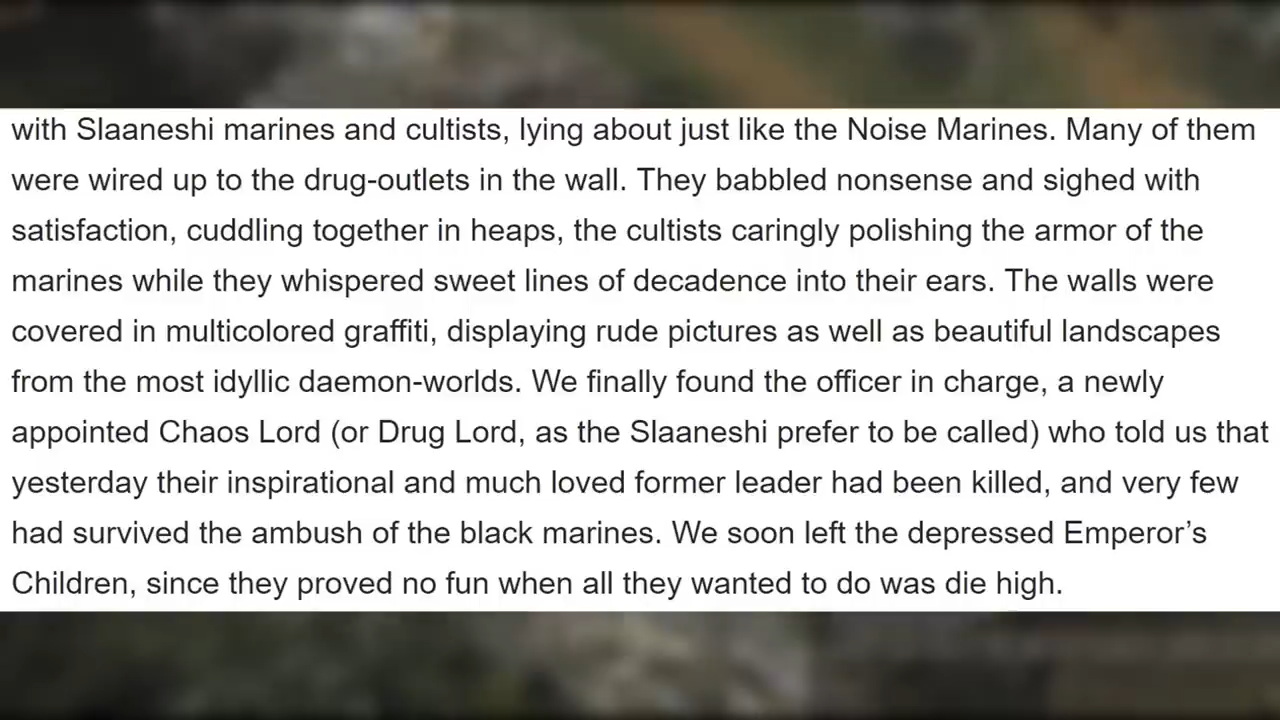 with Slaaneshi marines and cultists, lying about just like the Noise Marines. Many of them
were wired up to the drug-outlets in the wall. They babbled nonsense and sighed with
satisfaction, cuddling together in heaps, the cultists caringly polishing the armor of the
marines while they whispered sweet lines of decadence into their ears. The walls were
covered in multicolored graffiti, displaying rude pictures as well as beautiful landscapes
from the most idyllic daemon-worlds. We finally found the officer in charge, a newly
appointed Chaos Lord (or Drug Lord, as the Slaaneshi prefer to be called) who told us that
yesterday their inspirational and much loved former leader had been killed, and very few
had survived the ambush of the black marines. We soon left the depressed Emperor’s
Children, since they proved no fun when all they wanted to do was die high.